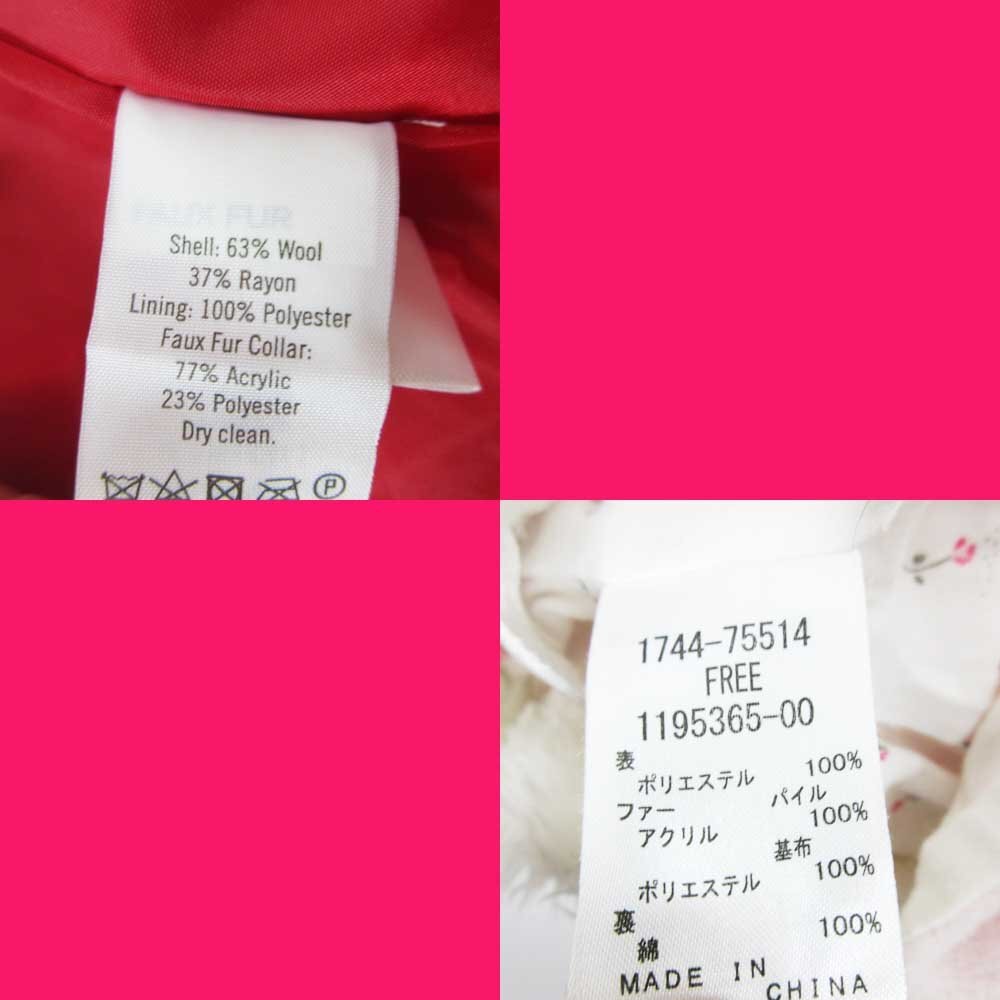 FAUX FUR
Shell: 63% Wool
37% Rayon
Lining: 100% Polyester
Faux Fur Collar:
77% Acrylic
23% Polyester
Dry clean.
P
1744-75514
FREE
1195365-00
表
ポリエステル 100%
ファー パイル
アクリル 100%
基布
ポリエステル 100%
裏
綿 100%
MADE IN CHINA